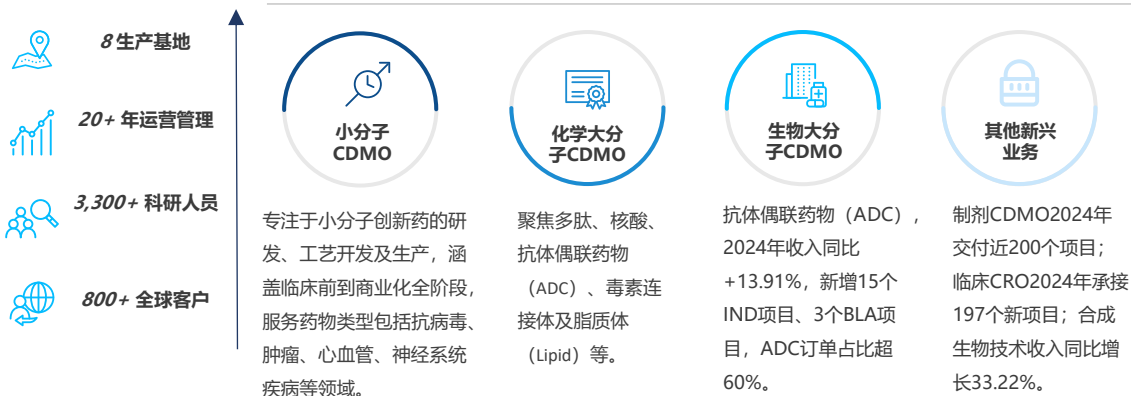 8 生产基地
20+ 年运营管理
3,300+ 科研人员
800+ 全球客户
小分子
CDMO
专注于小分子创新药的研
发、工艺开发及生产，涵
盖临床前到商业化全阶段，
服务药物类型包括抗病毒、
肿瘤、心血管、神经系统
疾病等领域。
化学大分
子CDMO
聚焦多肽、核酸、
抗体偶联药物
（ADC）、毒素连
接体及脂质体
（Lipid）等。
生物大分
子CDMO
抗体偶联药物（ADC），
2024年收入同比
+13.91%，新增15个
IND项目、3个BLA项
目，ADC订单占比超
60%。
其他新兴
业务
制剂CDMO2024年
交付近200个项目；
临床CRO2024年承接
197个新项目；合成
生物技术收入同比增
长33.22%。